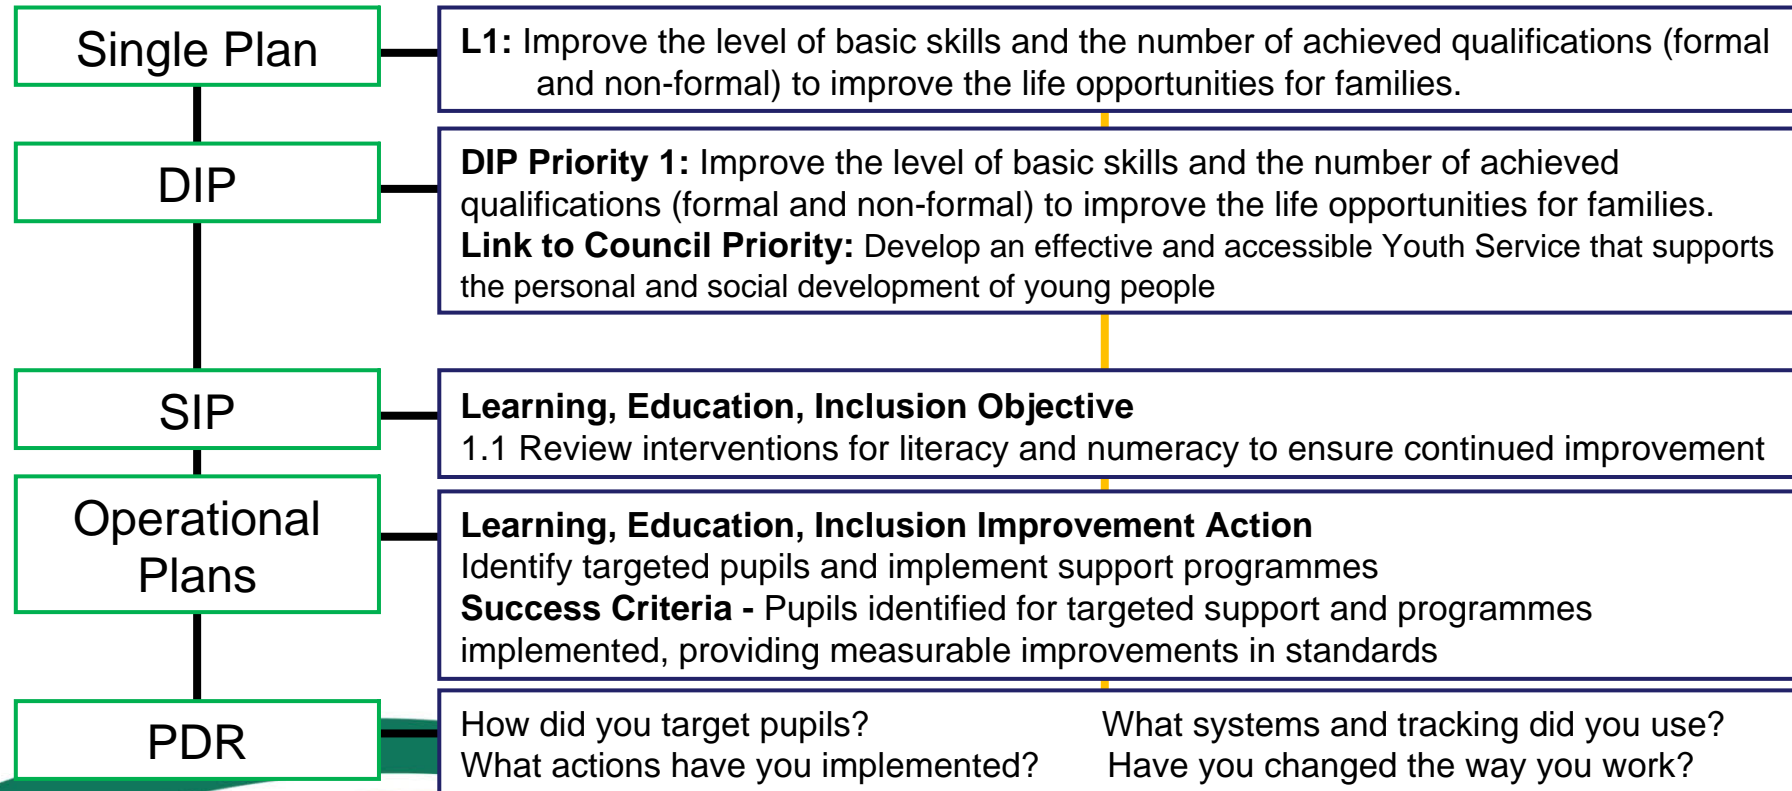 Single Plan
L1: Improve the level of basic skills and the number of achieved qualifications (formal
and non-formal) to improve the life opportunities for families.
DIP
DIP Priority 1: Improve the level of basic skills and the number of achieved
qualifications (formal and non-formal) to improve the life opportunities for families.
Link to Council Priority: Develop an effective and accessible Youth Service that supports
the personal and social development of young people
SIP
Learning, Education, Inclusion Objective
1.1 Review interventions for literacy and numeracy to ensure continued improvement
Operational
Plans
Learning, Education, Inclusion Improvement Action
Identify targeted pupils and implement support programmes
Success Criteria - Pupils identified for targeted support and programmes
implemented, providing measurable improvements in standards
PDR
How did you target pupils? What systems and tracking did you use?
What actions have you implemented? Have you changed the way you work?